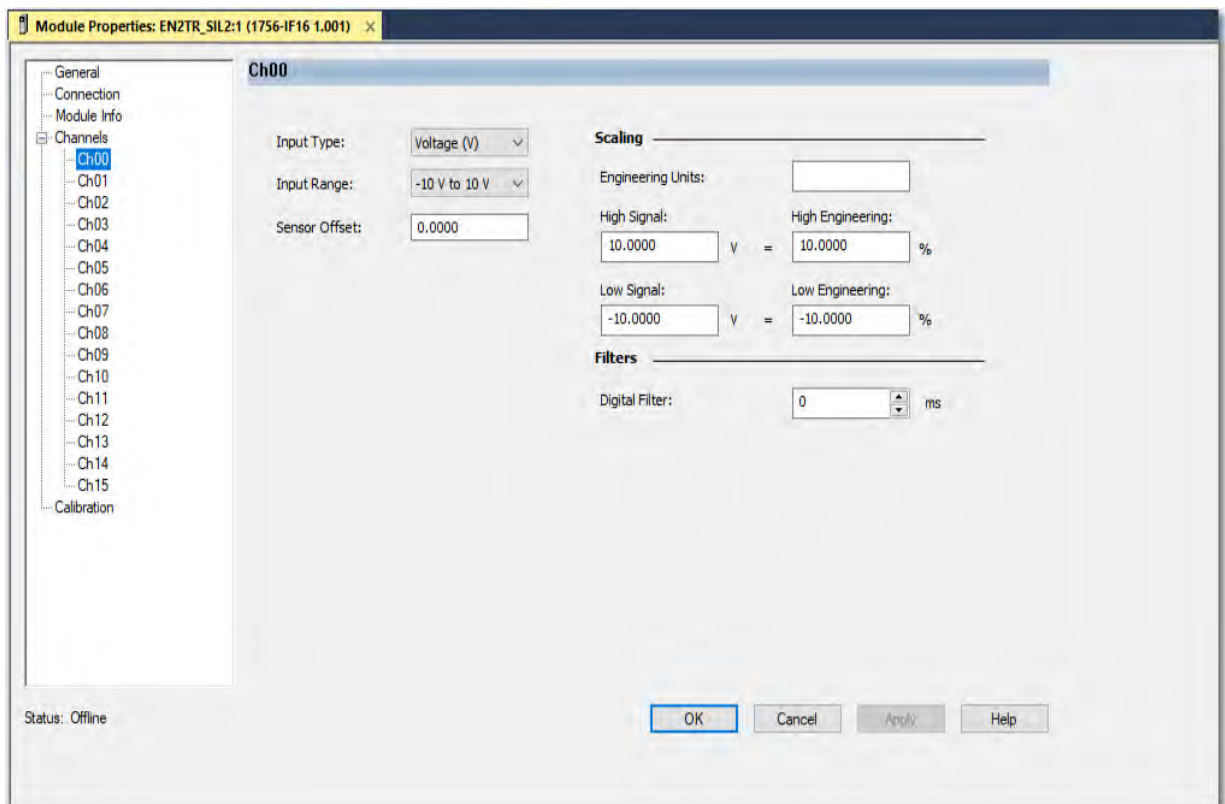 Module Properties: EN2TR_SIL2:1 (1756-IF16 1.001) ×
General
Connection
Module Info
Channels
Ch00
Ch01
Ch02
Ch03
Ch04
Ch05
Ch06
Ch07
Ch08
Ch09
Ch10
Ch11
Ch12
Ch13
Ch14
Ch15
Calibration
Ch00
Input Type: Voltage (V)
Input Range: -10 V to 10 V
Sensor Offset: 0.0000
Scaling
Engineering Units:
High Signal: High Engineering:
10.0000 V = 10.0000 %
Low Signal: Low Engineering:
-10.0000 V = -10.0000 %
Filters
Digital Filter: 0 ms
Status: Offline
OK Cancel Apply Help